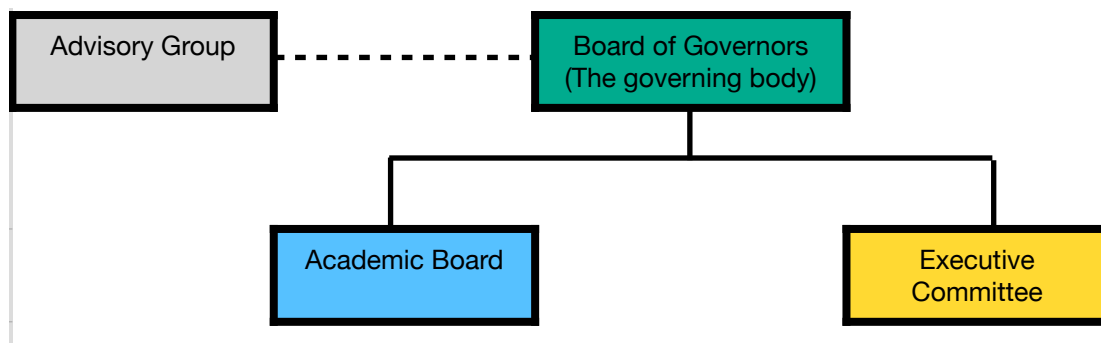 Advisory Group
Board of Governors
(The governing body)
Academic Board
Executive
Committee